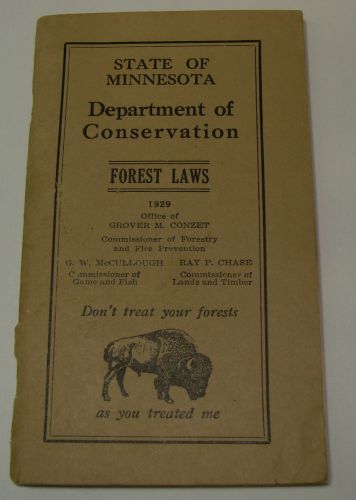 STATE OF
MINNESOTA
Department of
Conservation
FOREST LAWS
1929
Office of
GROVER M. CONZET
Commissioner of Forestry
and Fire Prevention
G. W. McCULLOUGH RAY P. CHASE
Commissioner of Commissioner of
Game and Fish Lands and Timber
Don't treat your forests
as you treated me